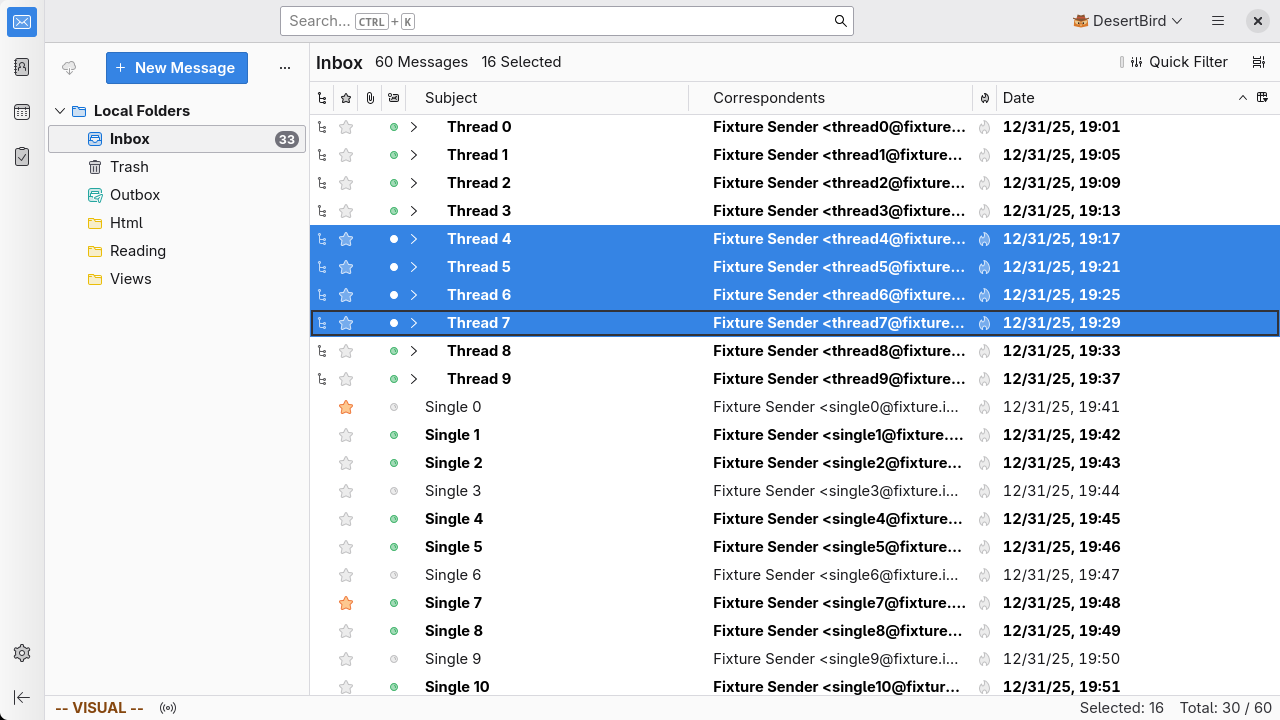 Search... CTRL + K
DesertBird
New Message
Inbox 60 Messages 16 Selected
Quick Filter
Subject Correspondents Date
Local Folders
Inbox 33
Trash
Outbox
Html
Reading
Views
Thread 0 Fixture Sender <thread0@fixture... 12/31/25, 19:01
Thread 1 Fixture Sender <thread1@fixture... 12/31/25, 19:05
Thread 2 Fixture Sender <thread2@fixture... 12/31/25, 19:09
Thread 3 Fixture Sender <thread3@fixture... 12/31/25, 19:13
Thread 4 Fixture Sender <thread4@fixture... 12/31/25, 19:17
Thread 5 Fixture Sender <thread5@fixture... 12/31/25, 19:21
Thread 6 Fixture Sender <thread6@fixture... 12/31/25, 19:25
Thread 7 Fixture Sender <thread7@fixture... 12/31/25, 19:29
Thread 8 Fixture Sender <thread8@fixture... 12/31/25, 19:33
Thread 9 Fixture Sender <thread9@fixture... 12/31/25, 19:37
Single 0 Fixture Sender <single0@fixture.i... 12/31/25, 19:41
Single 1 Fixture Sender <single1@fixture.... 12/31/25, 19:42
Single 2 Fixture Sender <single2@fixture... 12/31/25, 19:43
Single 3 Fixture Sender <single3@fixture.i... 12/31/25, 19:44
Single 4 Fixture Sender <single4@fixture... 12/31/25, 19:45
Single 5 Fixture Sender <single5@fixture... 12/31/25, 19:46
Single 6 Fixture Sender <single6@fixture.i... 12/31/25, 19:47
Single 7 Fixture Sender <single7@fixture.... 12/31/25, 19:48
Single 8 Fixture Sender <single8@fixture... 12/31/25, 19:49
Single 9 Fixture Sender <single9@fixture.i... 12/31/25, 19:50
Single 10 Fixture Sender <single10@fixtur... 12/31/25, 19:51
-- VISUAL -- Selected: 16 Total: 30 / 60